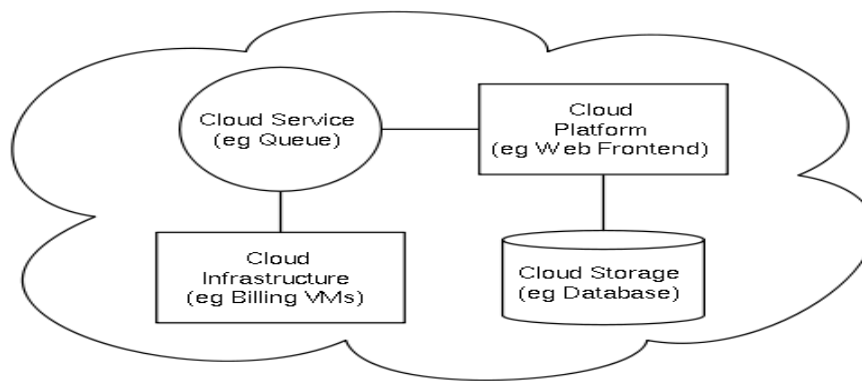 Cloud Service
(eg Queue)
Cloud
Platform
(eg Web Frontend)
Cloud
Infrastructure
(eg Billing VMs)
Cloud Storage
(eg Database)